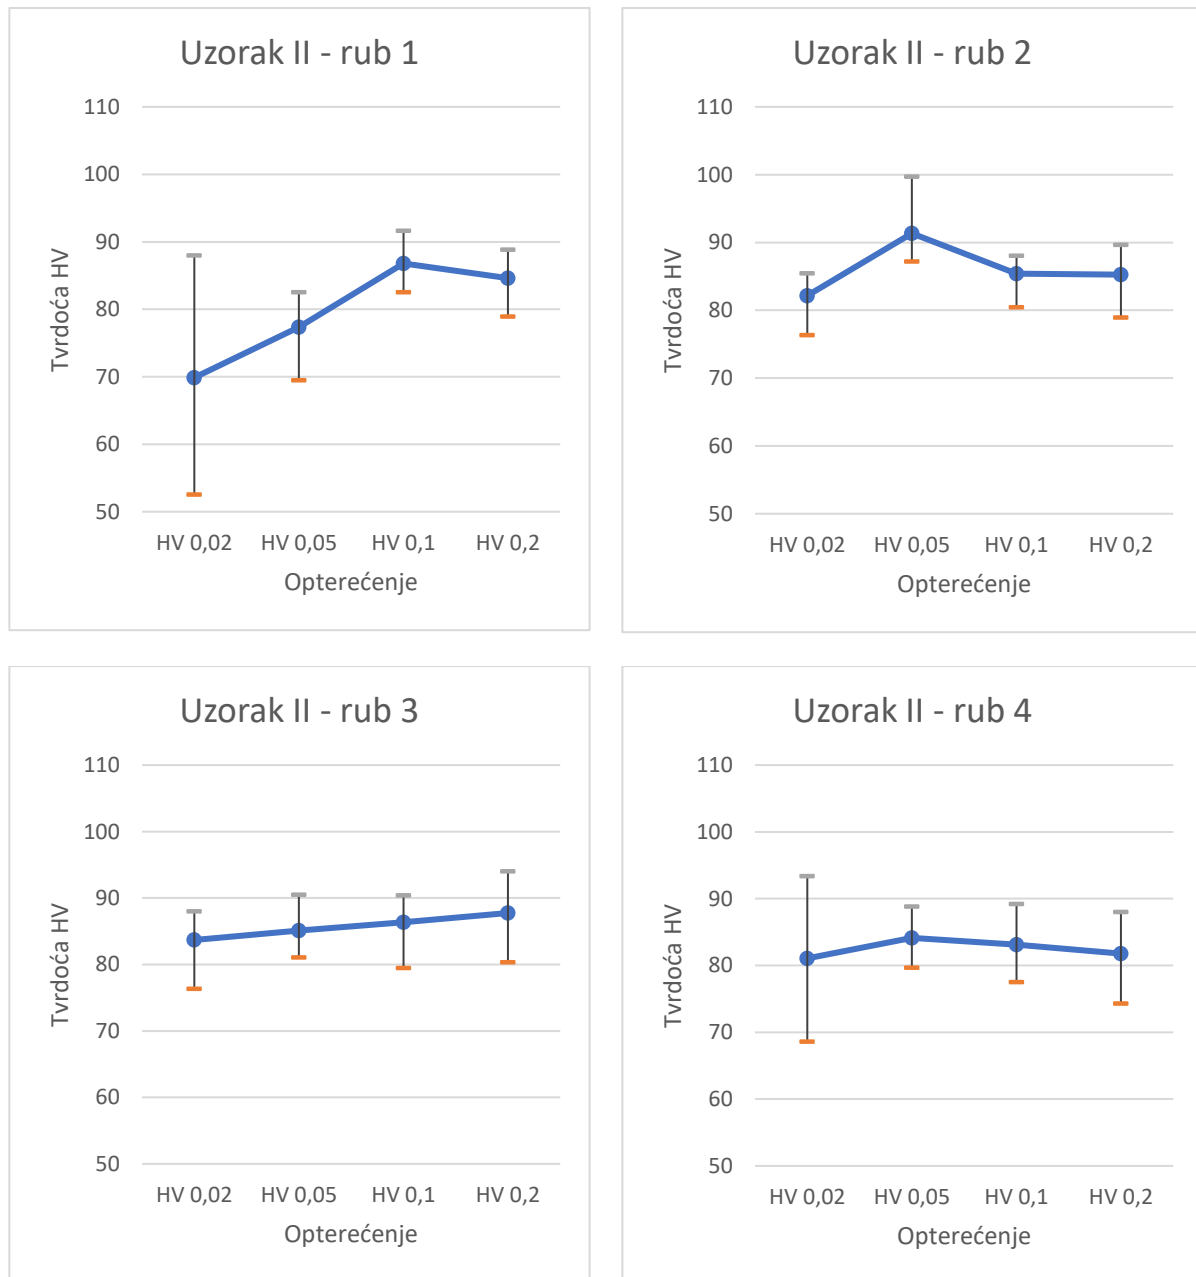 Uzorak II - rub 1
110
100
90
80
70
60
50
Tvrdoća HV
HV 0,02 HV 0,05 HV 0,1 HV 0,2
Opterećenje
Uzorak II - rub 2
110
100
90
80
70
60
50
Tvrdoća HV
HV 0,02 HV 0,05 HV 0,1 HV 0,2
Opterećenje
Uzorak II - rub 3
110
100
90
80
70
60
50
Tvrdoća HV
HV 0,02 HV 0,05 HV 0,1 HV 0,2
Opterećenje
Uzorak II - rub 4
110
100
90
80
70
60
50
Tvrdoća HV
HV 0,02 HV 0,05 HV 0,1 HV 0,2
Opterećenje